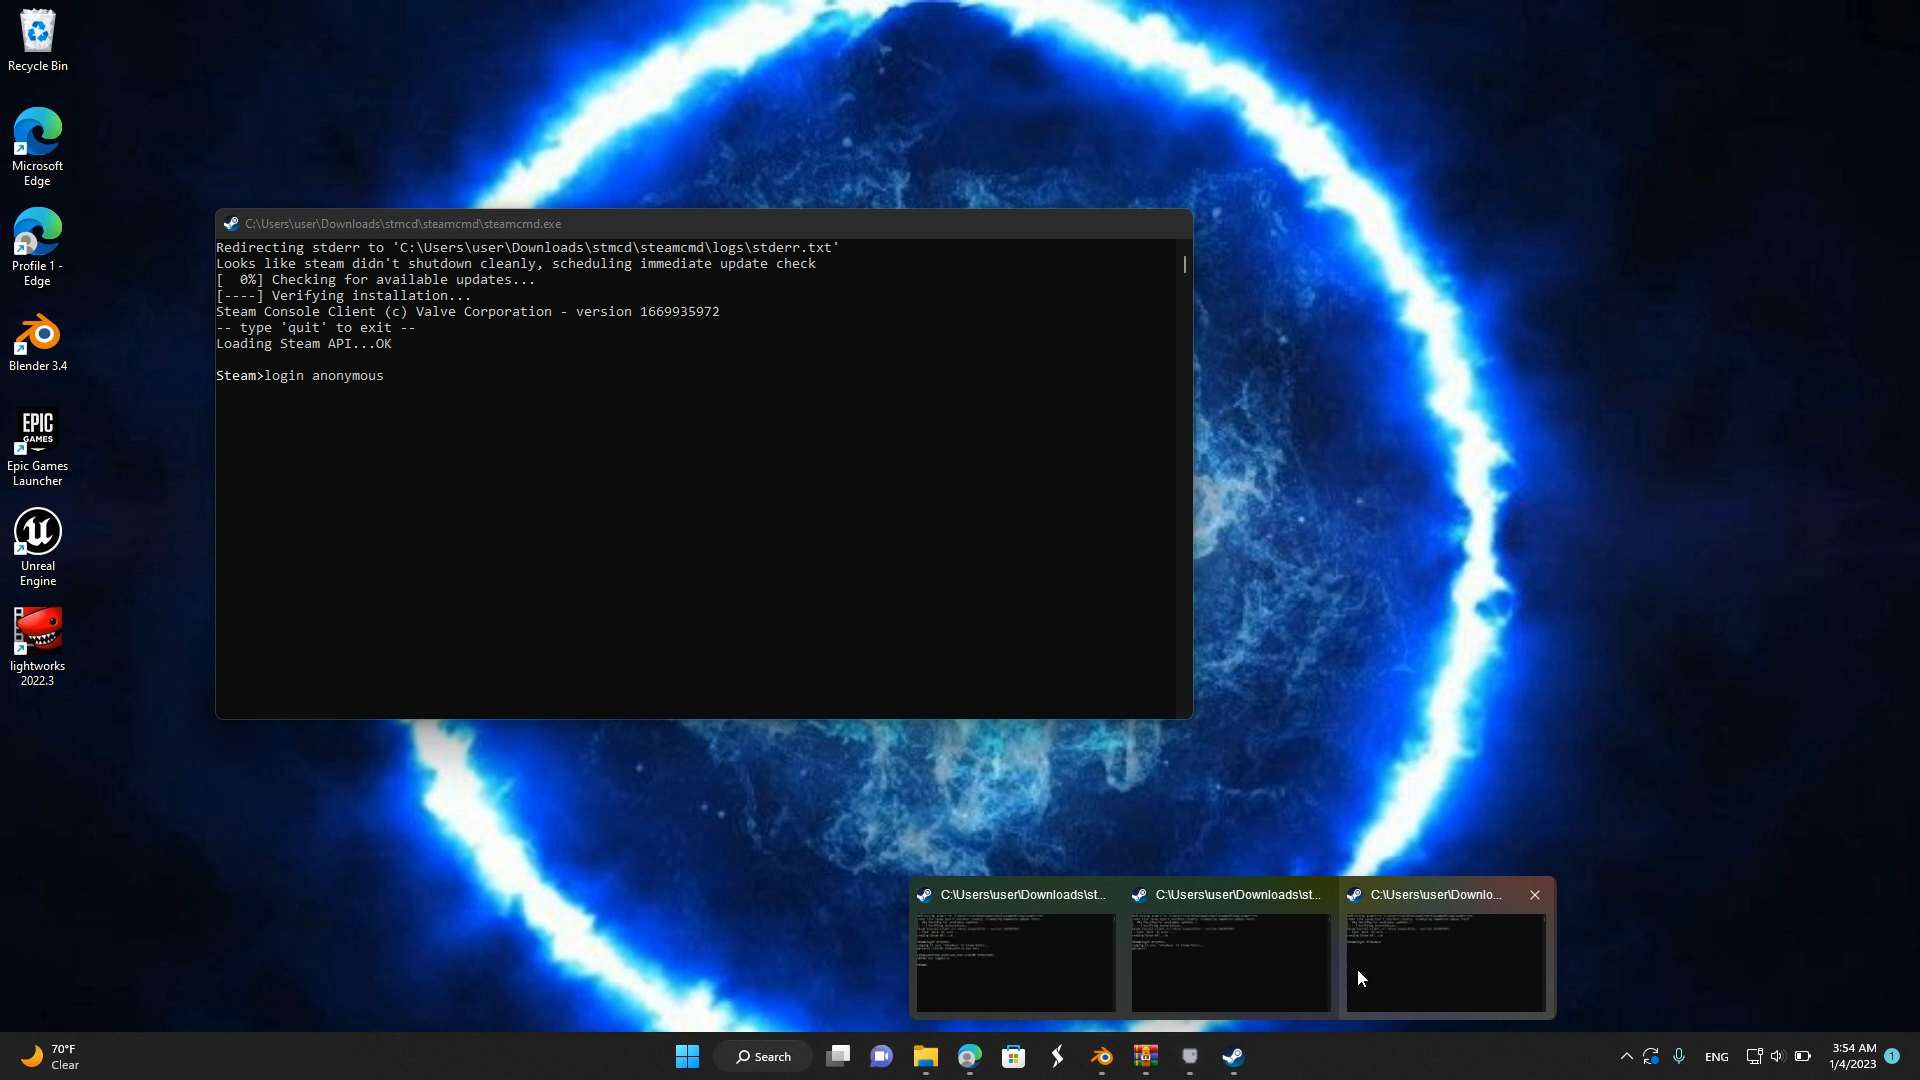 Recycle Bin
Microsoft
Edge
Profile 1 -
Edge
Blender 3.4
EPIC
GAMES
Epic Games
Launcher
Unreal
Engine
lightworks
2022.3
C:\Users\user\Downloads\stmcd\steamcmd\steamcmd.exe
Redirecting stderr to 'C:\Users\user\Downloads\stmcd\steamcmd\logs\stderr.txt'
Looks like steam didn't shutdown cleanly, scheduling immediate update check
[  0%] Checking for available updates...
[----] Verifying installation...
Steam Console Client (c) Valve Corporation - version 1669935972
-- type 'quit' to exit --
Loading Steam API...OK
Steam>login anonymous
C:\Users\user\Downloads\st...
C:\Users\user\Downloads\st...
C:\Users\user\Downlo...
70°F
Clear
Search
ENG
3:54 AM
1/4/2023
1